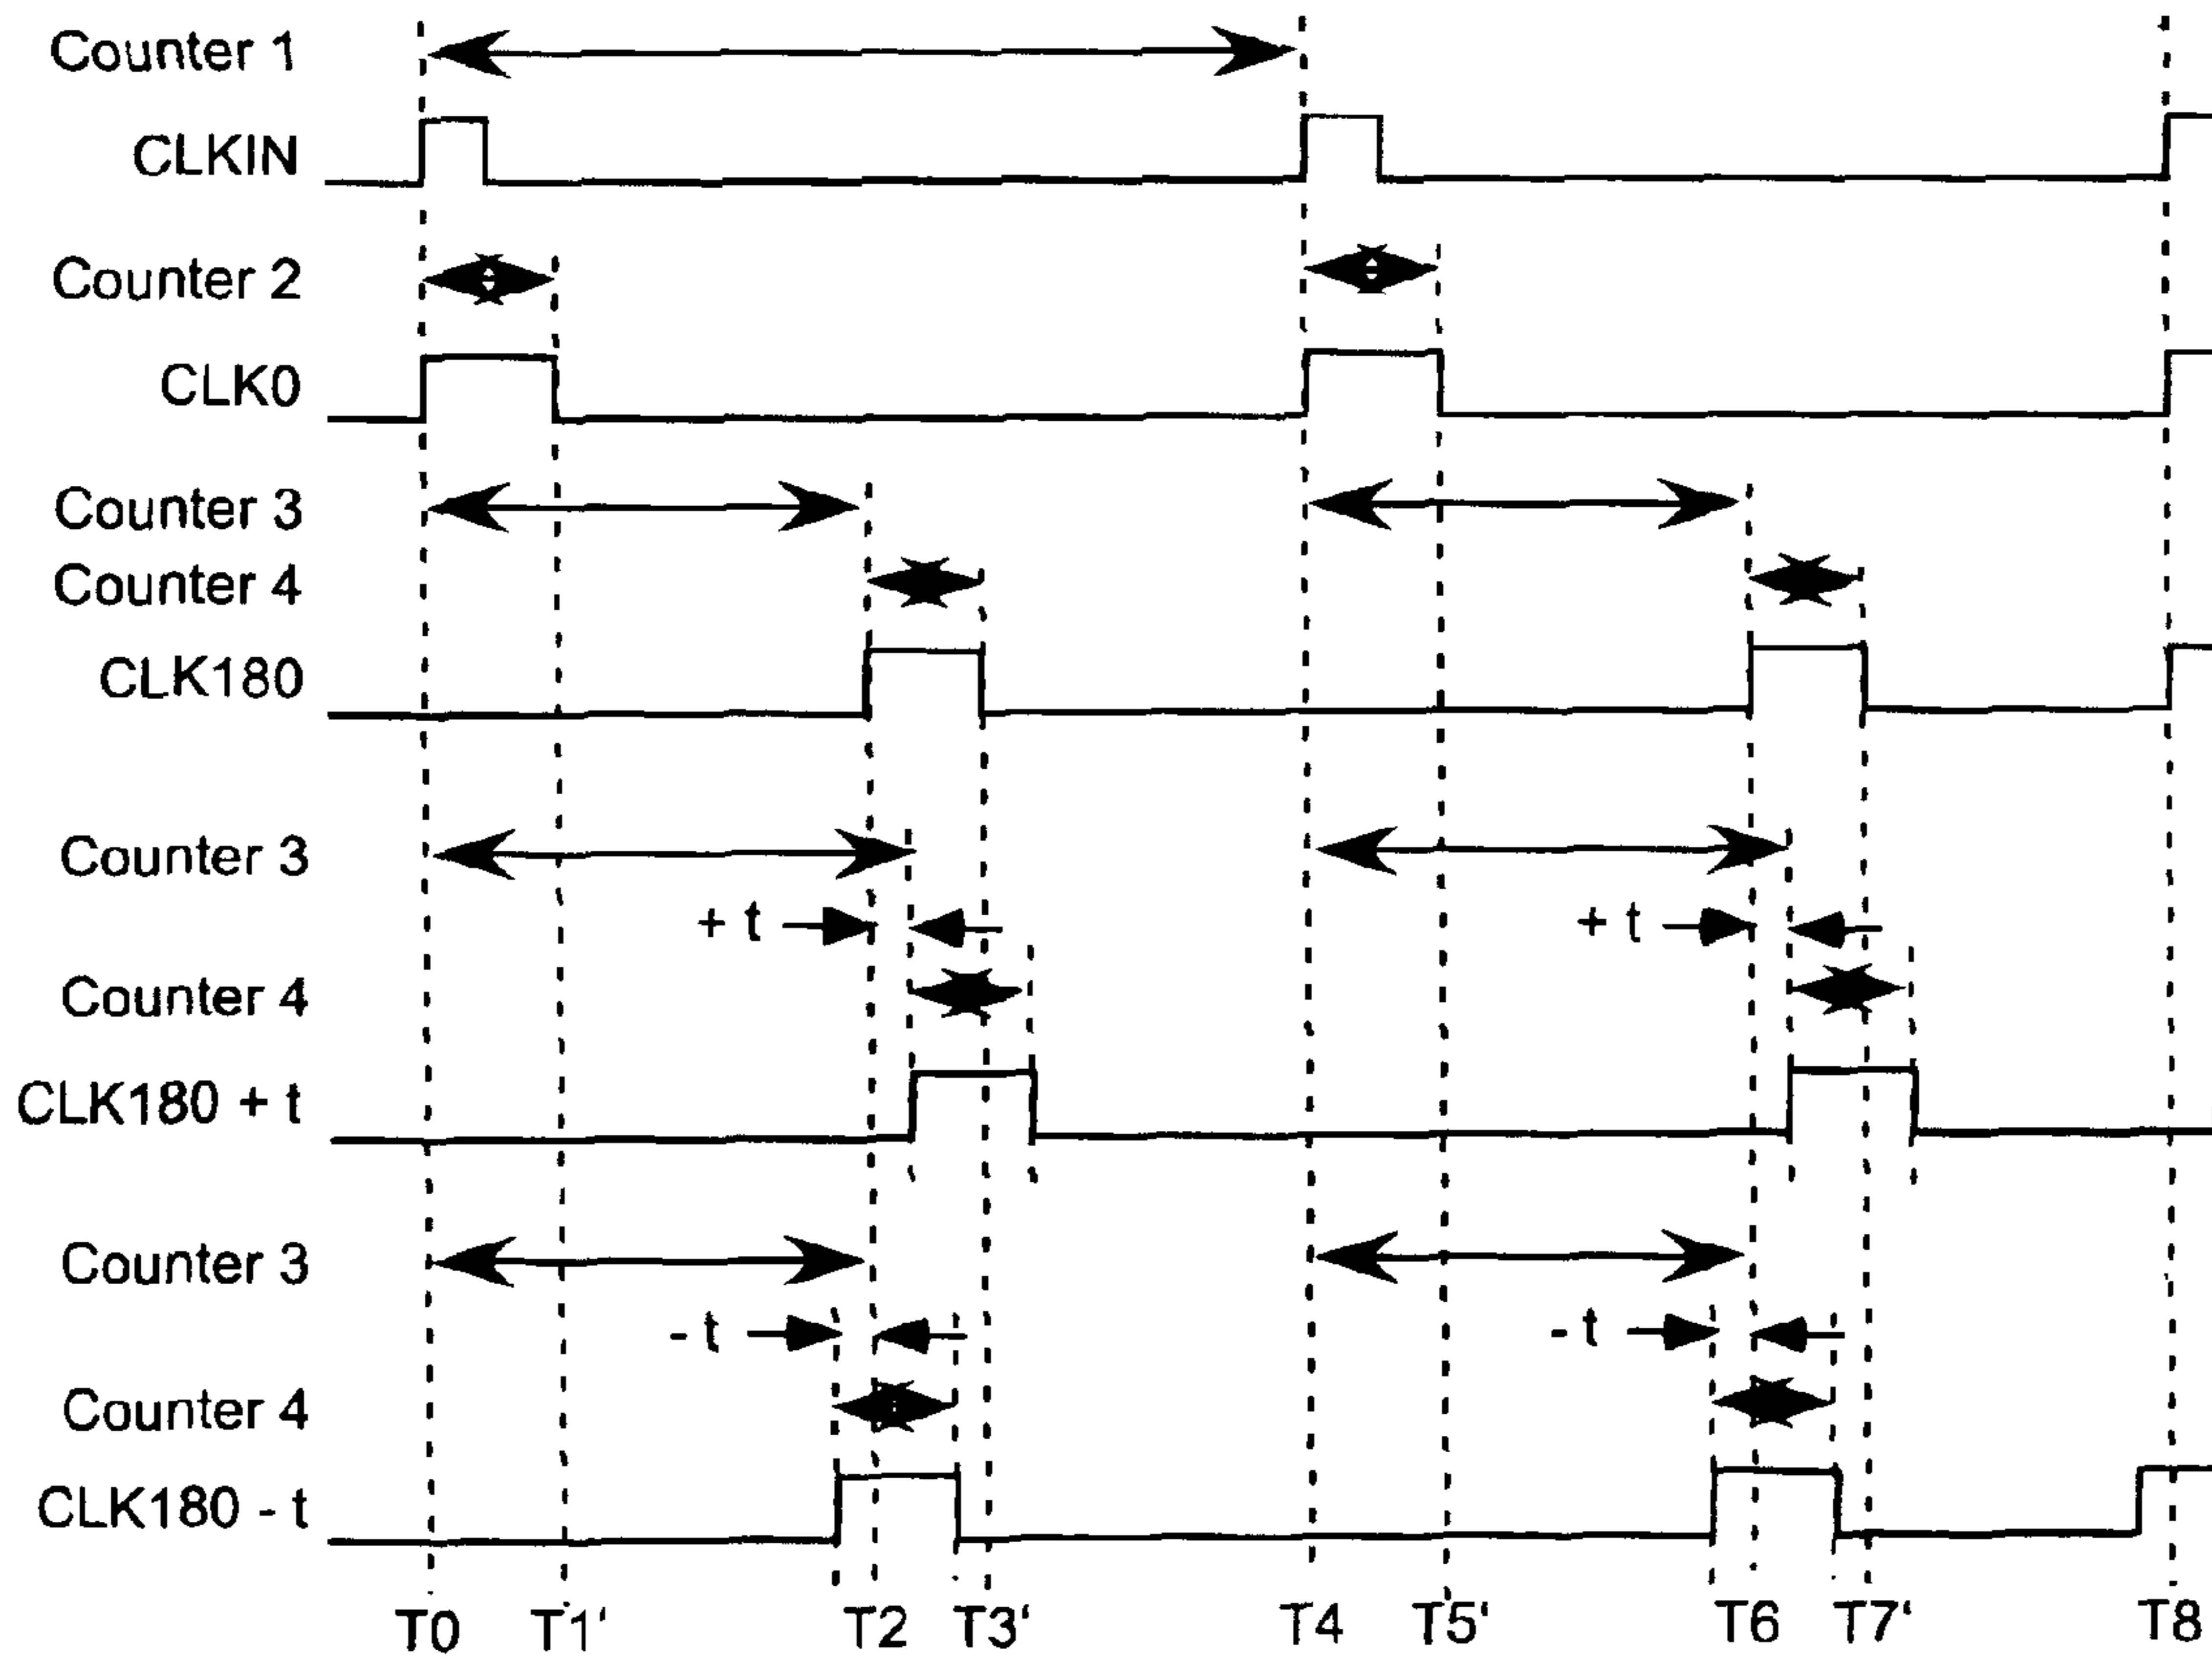 Counter 1
CLKIN
Counter 2
CLK0
Counter 3
Counter 4
CLK180
Counter 3
+ t + t
Counter 4
CLK180 + t
Counter 3
- t - t
Counter 4
CLK180 - t
T0 T1' T2 T3' T4 T5' T6 T7' T8